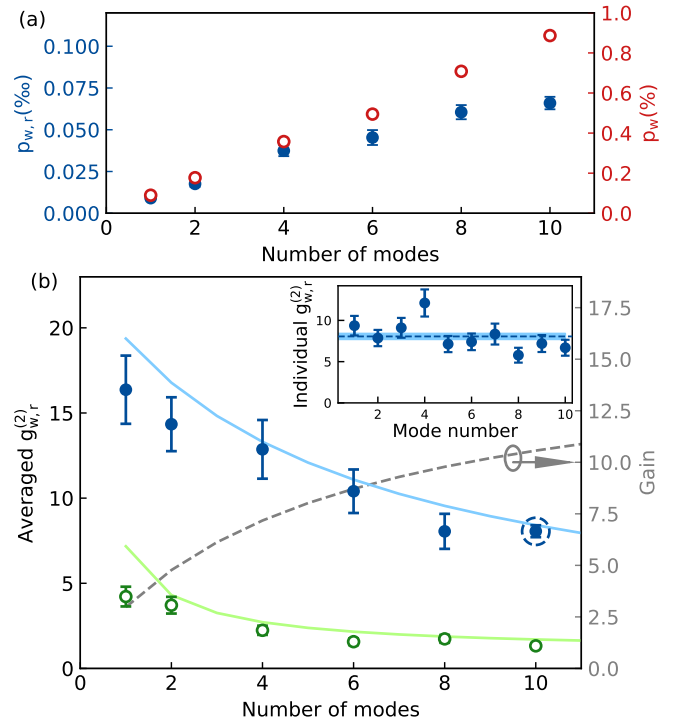 (a)
p_w, r(‰)
0.100
0.075
0.050
0.025
0.000
1.0
0.8
0.6
0.4
0.2
0.0
p_w(%)
0 2 4 6 8 10
Number of modes
(b)
Averaged g^(2)_w, r
20
15
10
5
0
17.5
15.0
12.5
10.0
7.5
5.0
2.5
0.0
Gain
Individual g^(2)_w, r
10
5
0
2 4 6 8 10
Mode number
0 2 4 6 8 10
Number of modes